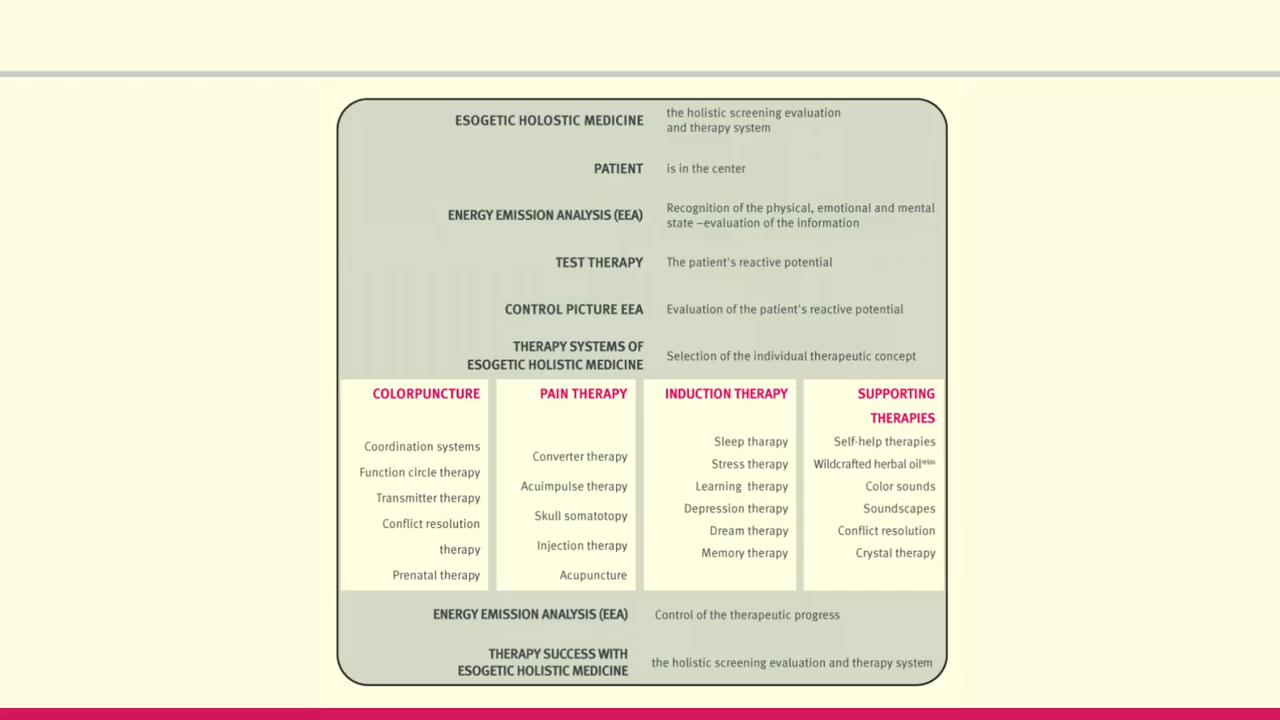 ESOGETIC HOLOSTIC MEDICINE
the holistic screening evaluation
and therapy system
PATIENT
is in the center
ENERGY EMISSION ANALYSIS (EEA)
Recognition of the physical, emotional and mental
state –evaluation of the information
TEST THERAPY
The patient's reactive potential
CONTROL PICTURE EEA
Evaluation of the patient's reactive potential
THERAPY SYSTEMS OF
ESOGETIC HOLISTIC MEDICINE
Selection of the individual therapeutic concept
COLORPUNCTURE
Coordination systems
Function circle therapy
Transmitter therapy
Conflict resolution
therapy
Prenatal therapy
PAIN THERAPY
Converter therapy
Acuimpulse therapy
Skull somatotopy
Injection therapy
Acupuncture
INDUCTION THERAPY
Sleep tharapy
Stress therapy
Learning therapy
Depression therapy
Dream therapy
Memory therapy
SUPPORTING
THERAPIES
Self-help therapies
Wildcrafted herbal oilrelax
Color sounds
Soundscapes
Conflict resolution
Crystal therapy
ENERGY EMISSION ANALYSIS (EEA)
Control of the therapeutic progress
THERAPY SUCCESS WITH
ESOGETIC HOLISTIC MEDICINE
the holistic screening evaluation and therapy system